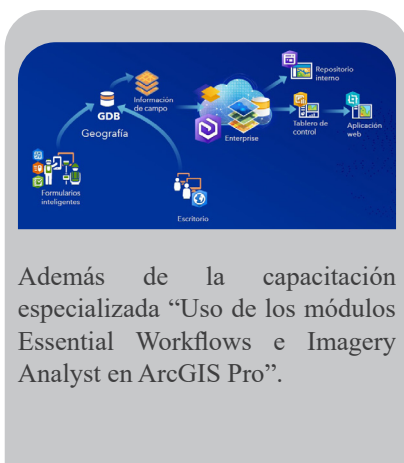 Repositorio
interno
Información
de campo
GDB
Geografía
Enterprise
Tablero de
control
Aplicación
web
Formularios
inteligentes
Escritorio
Además de la capacitación
especializada “Uso de los módulos
Essential Workflows e Imagery
Analyst en ArcGIS Pro”.